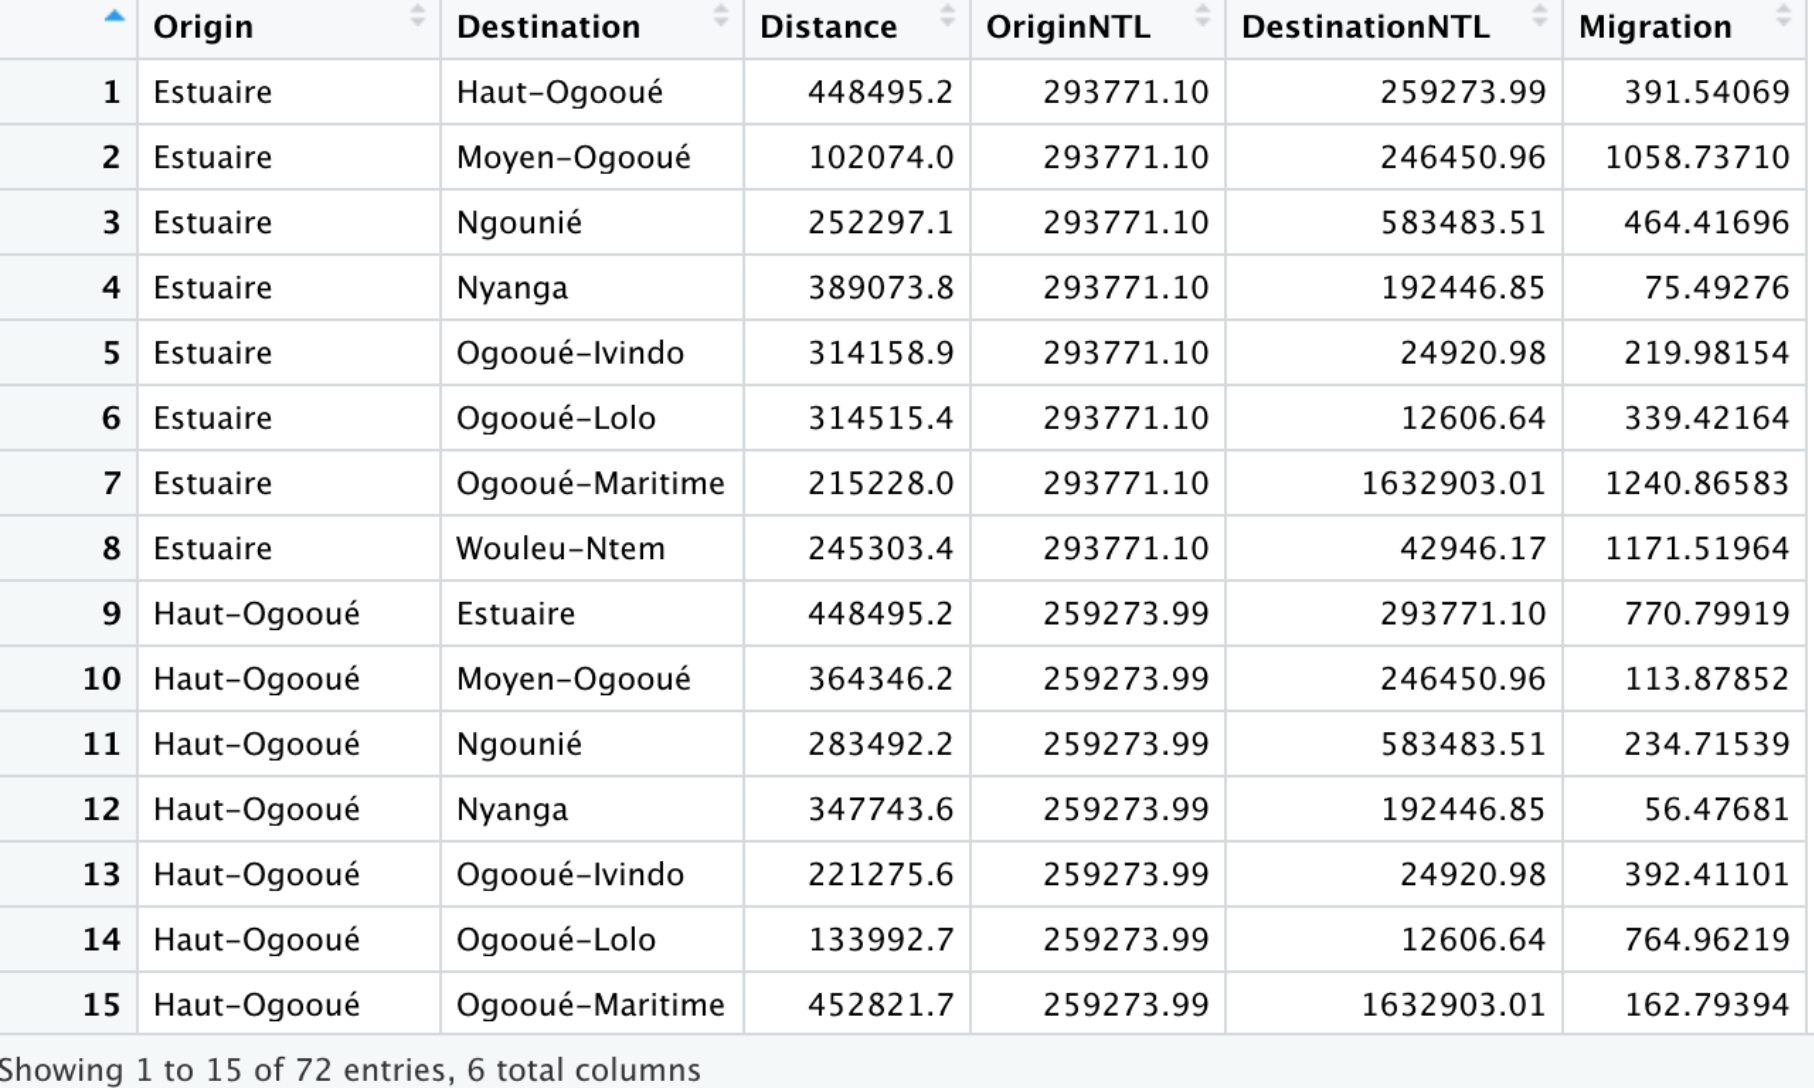 Origin Destination Distance OriginNTL DestinationNTL Migration
1 Estuaire Haut-Ogooué 448495.2 293771.10 259273.99 391.54069
2 Estuaire Moyen-Ogooué 102074.0 293771.10 246450.96 1058.73710
3 Estuaire Ngounié 252297.1 293771.10 583483.51 464.41696
4 Estuaire Nyanga 389073.8 293771.10 192446.85 75.49276
5 Estuaire Ogooué-Ivindo 314158.9 293771.10 24920.98 219.98154
6 Estuaire Ogooué-Lolo 314515.4 293771.10 12606.64 339.42164
7 Estuaire Ogooué-Maritime 215228.0 293771.10 1632903.01 1240.86583
8 Estuaire Wouleu-Ntem 245303.4 293771.10 42946.17 1171.51964
9 Haut-Ogooué Estuaire 448495.2 259273.99 293771.10 770.79919
10 Haut-Ogooué Moyen-Ogooué 364346.2 259273.99 246450.96 113.87852
11 Haut-Ogooué Ngounié 283492.2 259273.99 583483.51 234.71539
12 Haut-Ogooué Nyanga 347743.6 259273.99 192446.85 56.47681
13 Haut-Ogooué Ogooué-Ivindo 221275.6 259273.99 24920.98 392.41101
14 Haut-Ogooué Ogooué-Lolo 133992.7 259273.99 12606.64 764.96219
15 Haut-Ogooué Ogooué-Maritime 452821.7 259273.99 1632903.01 162.79394
Showing 1 to 15 of 72 entries, 6 total columns